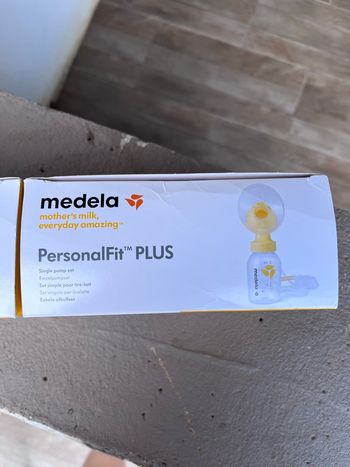 medela
mother's milk,
everyday amazing™
PersonalFit™ PLUS
Single pump set
Einzelpumpset
Set simple pour tire-lait
Set singolo per tiralatte
Enkele afkolfset
medela